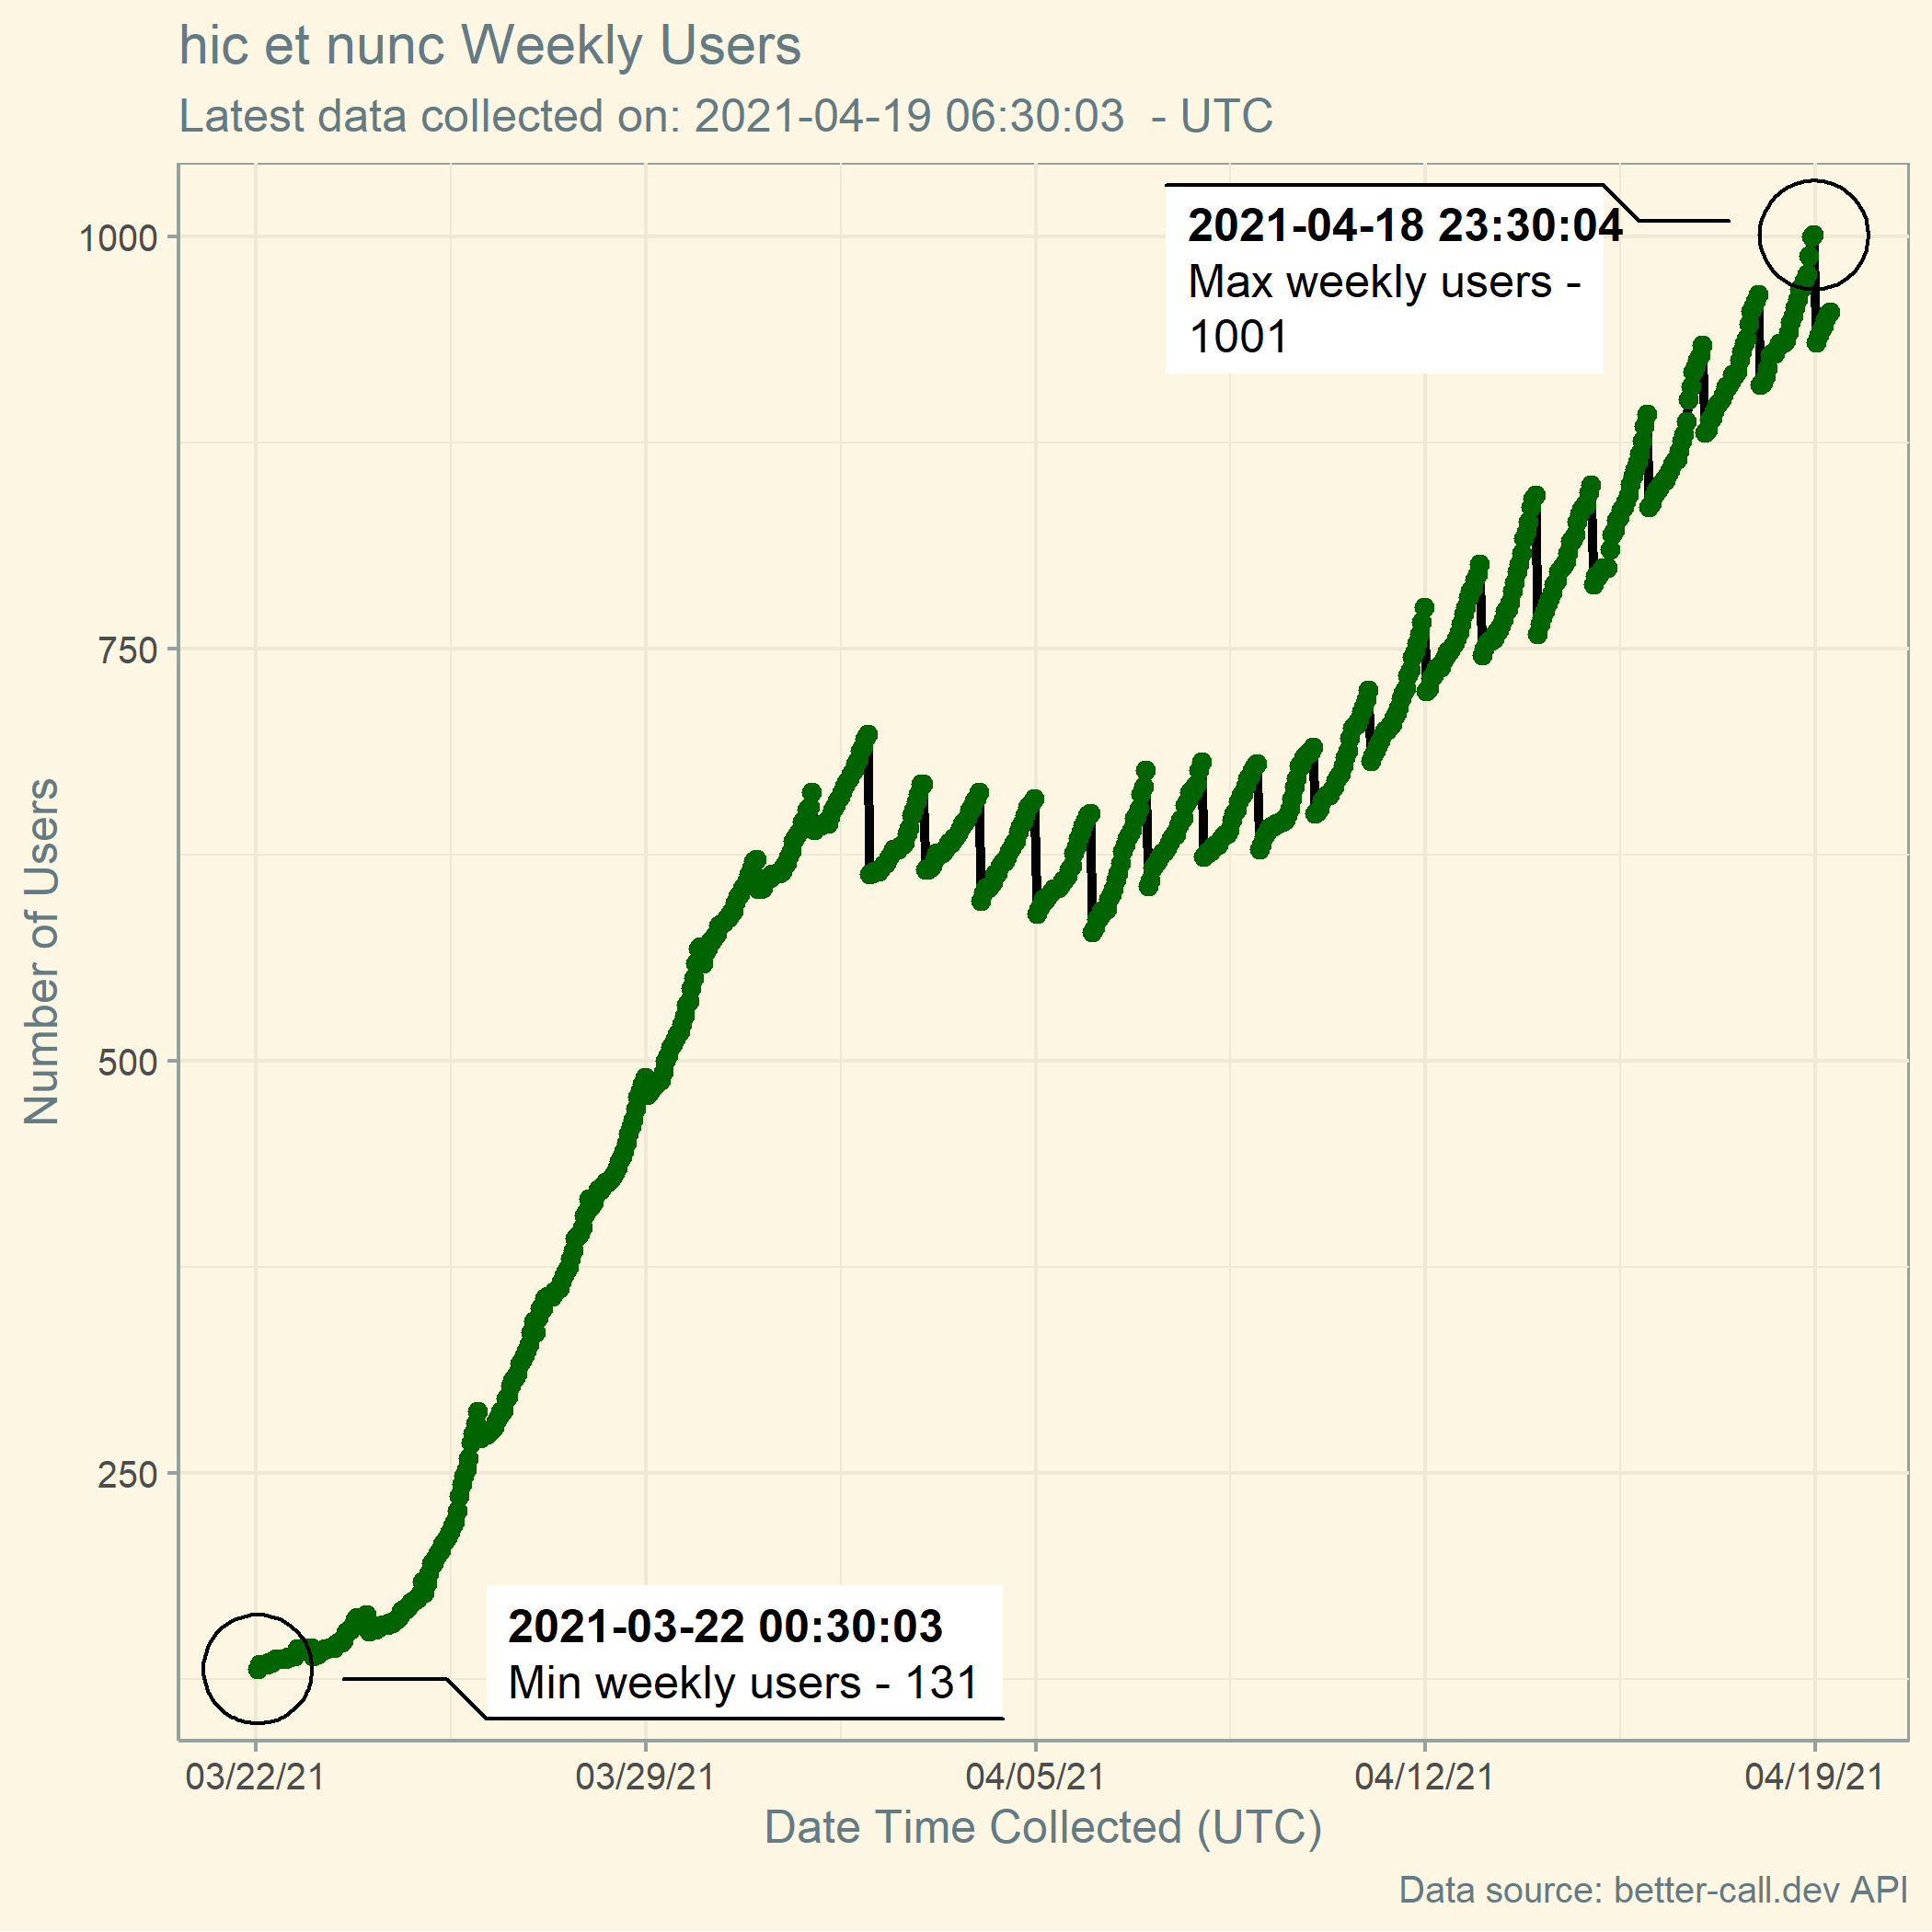 hic et nunc Weekly Users
Latest data collected on: 2021-04-19 06:30:03  - UTC
1000
750
500
250
Number of Users
2021-04-18 23:30:04
Max weekly users -
1001
2021-03-22 00:30:03
Min weekly users - 131
03/22/21
03/29/21
04/05/21
04/12/21
04/19/21
Date Time Collected (UTC)
Data source: better-call.dev API